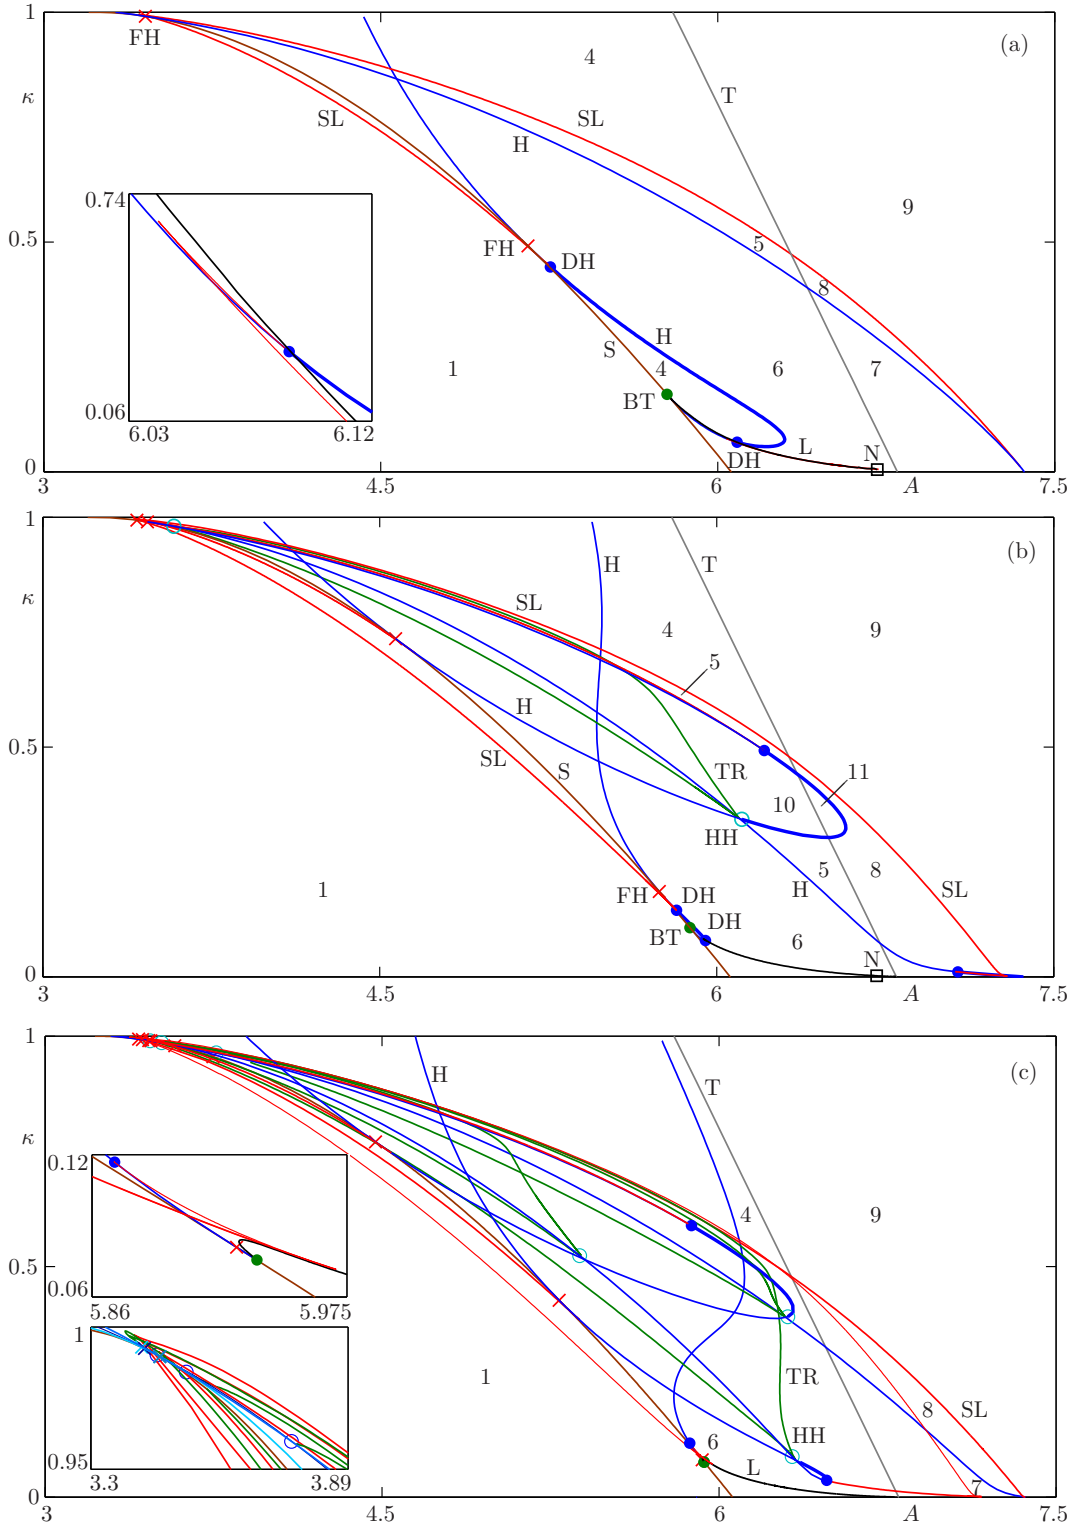 1
FH
4
(a)
κ
T
SL
SL
H
0.74
9
0.5
FH
DH
5
8
H
S
1
4
6
7
BT
0.06
6.03
6.12
L
N
DH
0
3
4.5
6
A
7.5
1
(b)
H
T
κ
SL
4
9
5
H
0.5
SL
S
TR
11
10
HH
5
8
1
FH
DH
H
SL
BT
DH
6
N
0
3
4.5
6
A
7.5
1
H
T
(c)
κ
0.12
4
9
0.5
0.06
5.86
5.975
1
1
TR
8
SL
6
HH
L
0.95
3.3
3.89
7
0
3
4.5
6
A
7.5